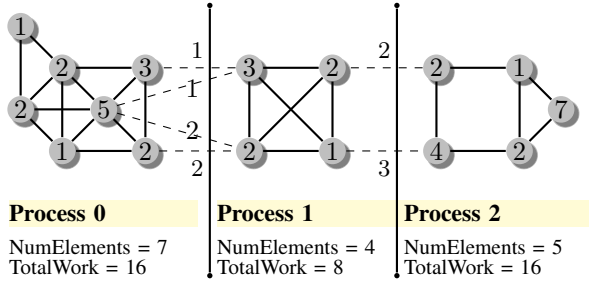 1
2 3 1 3 2 2 2 1
1
2 5 7
2
1 2 2 2 1 3 4 2
Process 0 Process 1 Process 2
NumElements = 7 NumElements = 4 NumElements = 5
TotalWork = 16 TotalWork = 8 TotalWork = 16